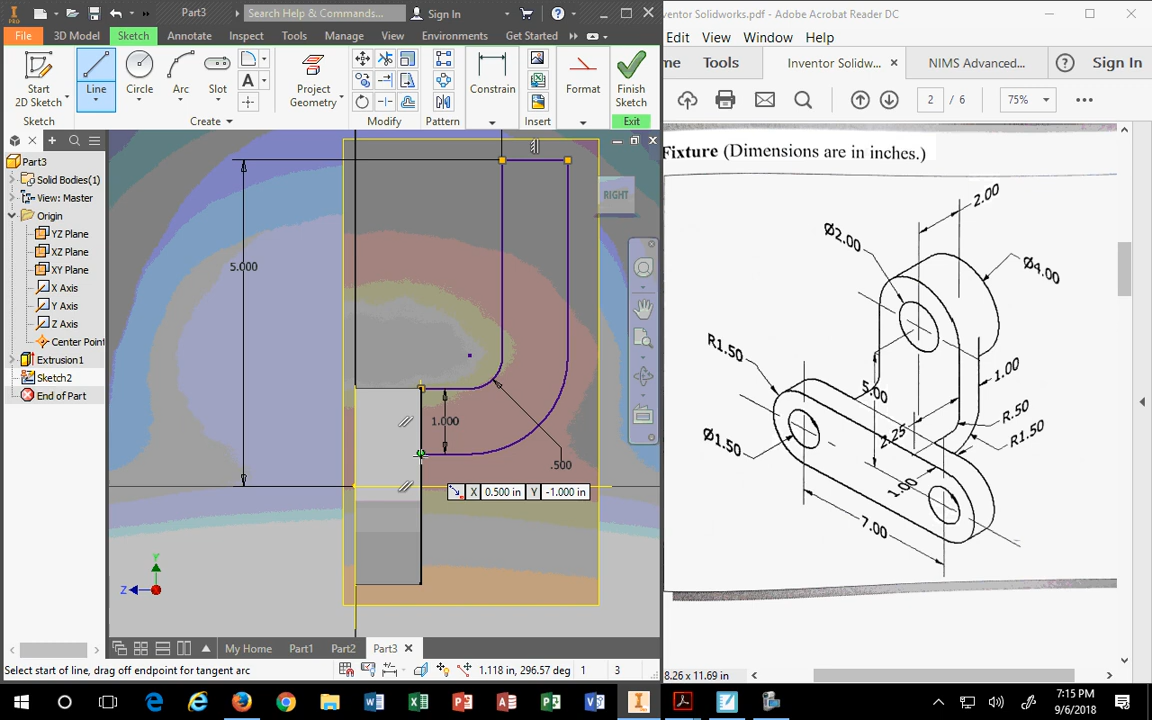 Part3
Search Help & Commands...
Sign In
File
3D Model
Sketch
Annotate
Inspect
Tools
Manage
View
Environments
Get Started
Start
2D Sketch
Line
Circle
Arc
Slot
Project
Geometry
Constrain
Format
Finish
Sketch
Sketch
Create
Modify
Pattern
Insert
Exit
Part3
Solid Bodies(1)
View: Master
Origin
YZ Plane
XZ Plane
XY Plane
X Axis
Y Axis
Z Axis
Center Point
Extrusion1
Sketch2
End of Part
5.000
1.000
.500
RIGHT
X 0.500 in Y -1.000 in
Y
Z
My Home
Part1
Part2
Part3
Select start of line, drag off endpoint for tangent arc
1.118 in, 296.57 deg
1
3
ventor Solidworks.pdf - Adobe Acrobat Reader DC
Edit
View
Window
Help
me
Tools
Inventor Solidw...
NIMS Advanced...
Sign In
2 / 6
75%
Fixture (Dimensions are in inches.)
2.00
Ø2.00
Ø4.00
R1.50
1.00
5.00
2.25
R.50
R1.50
Ø1.50
1.00
7.00
8.26 x 11.69 in
7:15 PM
9/6/2018